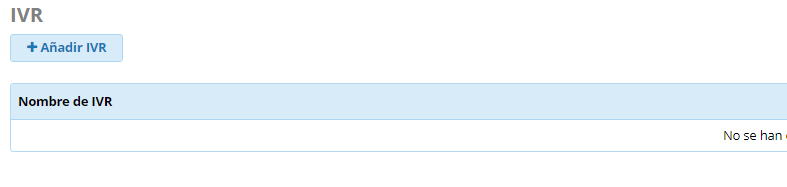 IVR
Añadir IVR
Nombre de IVR
No se han